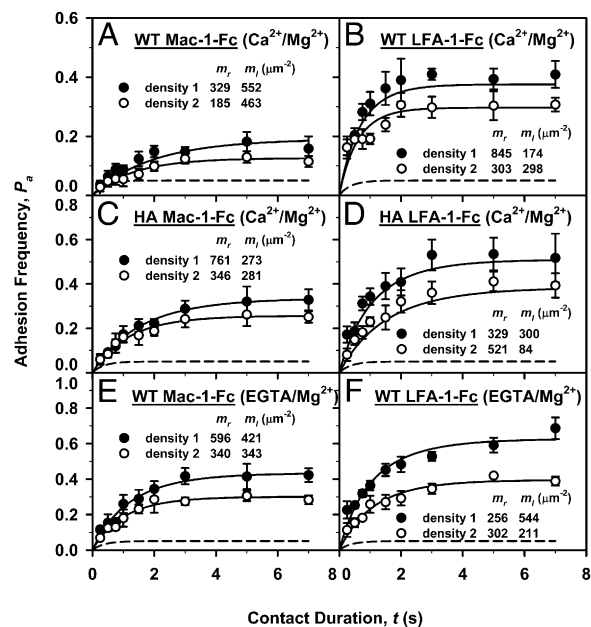 A WT Mac-1-Fc (Ca2+/Mg2+)
mr ml (μm-2)
density 1 329 552
density 2 185 463
B WT LFA-1-Fc (Ca2+/Mg2+)
mr ml (μm-2)
density 1 845 174
density 2 303 298
0.6
0.4
0.2
0.0
C HA Mac-1-Fc (Ca2+/Mg2+)
mr ml (μm-2)
density 1 761 273
density 2 346 281
D HA LFA-1-Fc (Ca2+/Mg2+)
mr ml (μm-2)
density 1 329 300
density 2 521 84
0.6
0.4
0.2
0.0
E WT Mac-1-Fc (EGTA/Mg2+)
mr ml (μm-2)
density 1 596 421
density 2 340 343
F WT LFA-1-Fc (EGTA/Mg2+)
mr ml (μm-2)
density 1 256 544
density 2 302 211
1.0
0.8
0.6
0.4
0.2
0.0
0 2 4 6 8 0 2 4 6 8
Adhesion Frequency, Pa
Contact Duration, t (s)